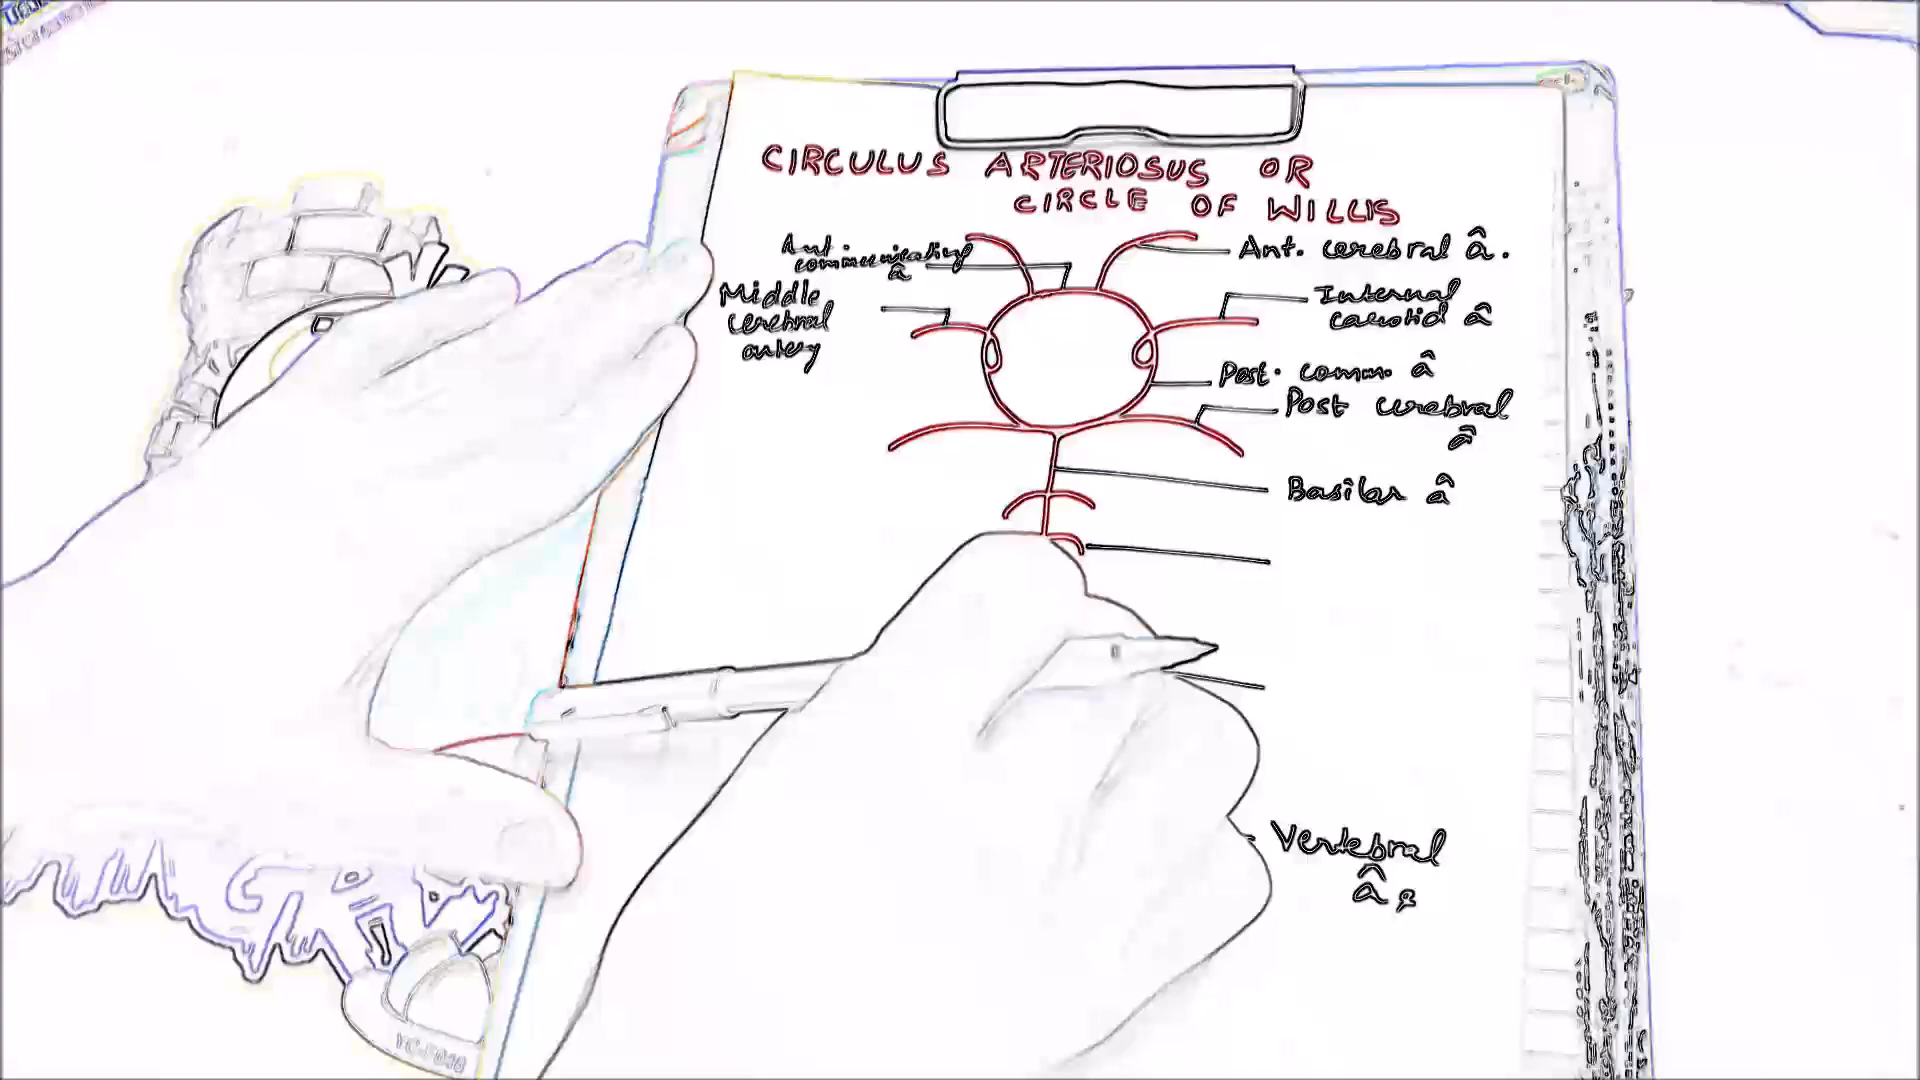 CIRCULUS ARTERIOSUS OR
CIRCLE OF WILLIS
Ant.
communicating
â
Middle
cerebral
artery
Ant. cerebral â.
Internal
carotid â
Post. comm. â
Post cerebral
â
Basilar â
Vertebral
â s